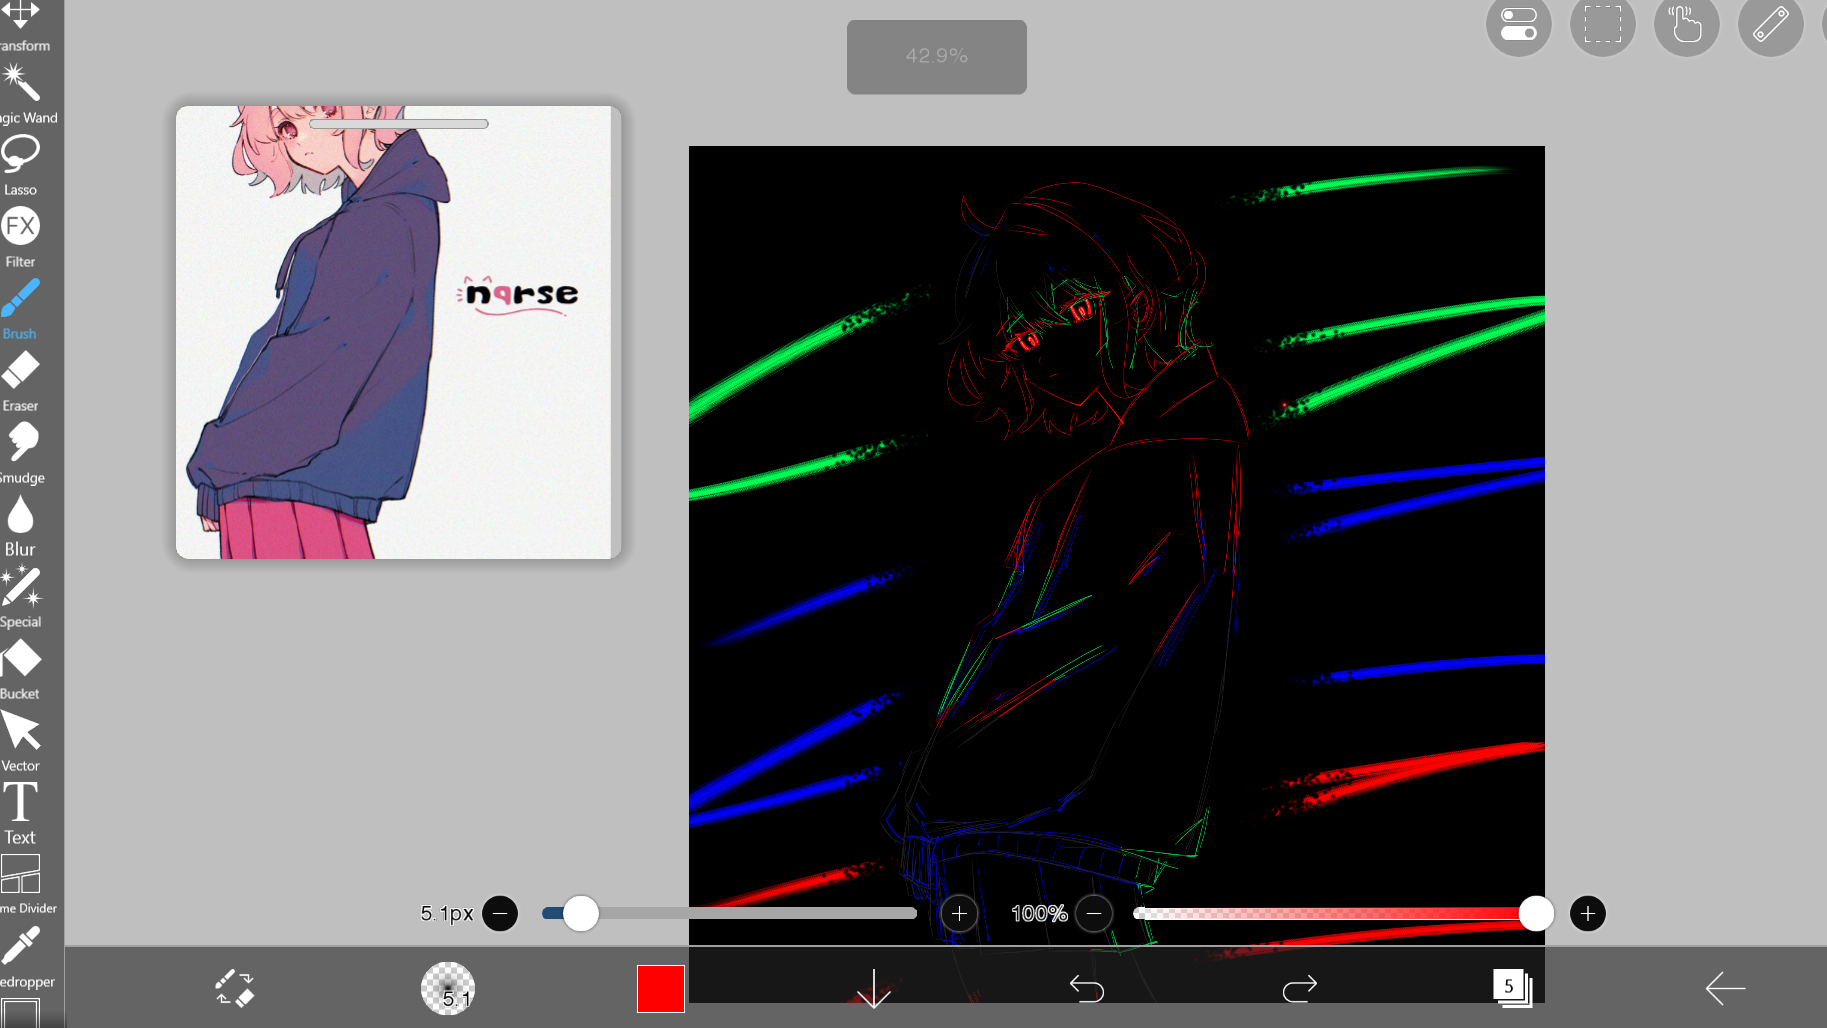 ransform
agic Wand
Lasso
FX
Filter
Brush
Eraser
Smudge
Blur
Special
Bucket
Vector
T
Text
me Divider
edropper
42.9%
nqrse
5.1px
100%
5.1
5